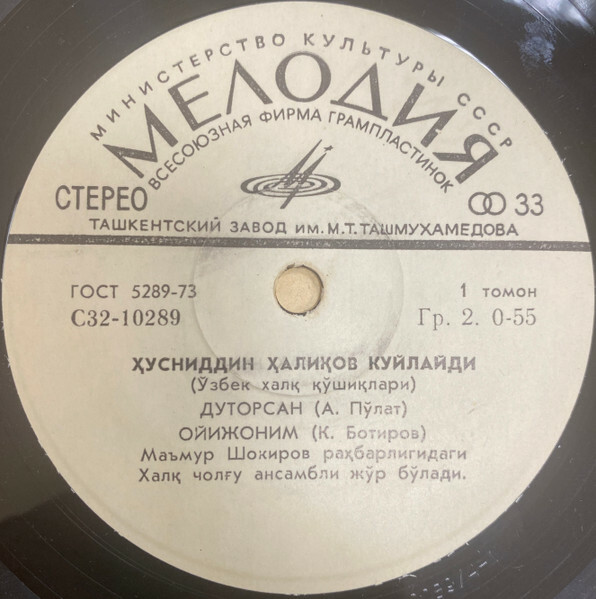 МИНИСТЕРСТВО КУЛЬТУРЫ СССР
МЕЛОДИЯ
ВСЕСОЮЗНАЯ ФИРМА ГРАМПЛАСТИНОК
СТЕРЕО
33
ТАШКЕНТСКИЙ ЗАВОД ИМ. М.Т. ТАШМУХАМЕДОВА
ГОСТ 5289-73
1 томон
С32-10289
Гр. 2. 0-55
ҲУСНИДДИН ҲАЛИҚОВ КУЙЛАЙДИ
(Ўзбек халқ қўшиқлари)
ДУТОРСАН (А. Пўлат)
ОЙИЖОНИМ (К. Ботиров)
Маъмур Шокиров раҳбарлигидаги
Халқ чолғу ансамбли жўр бўлади.